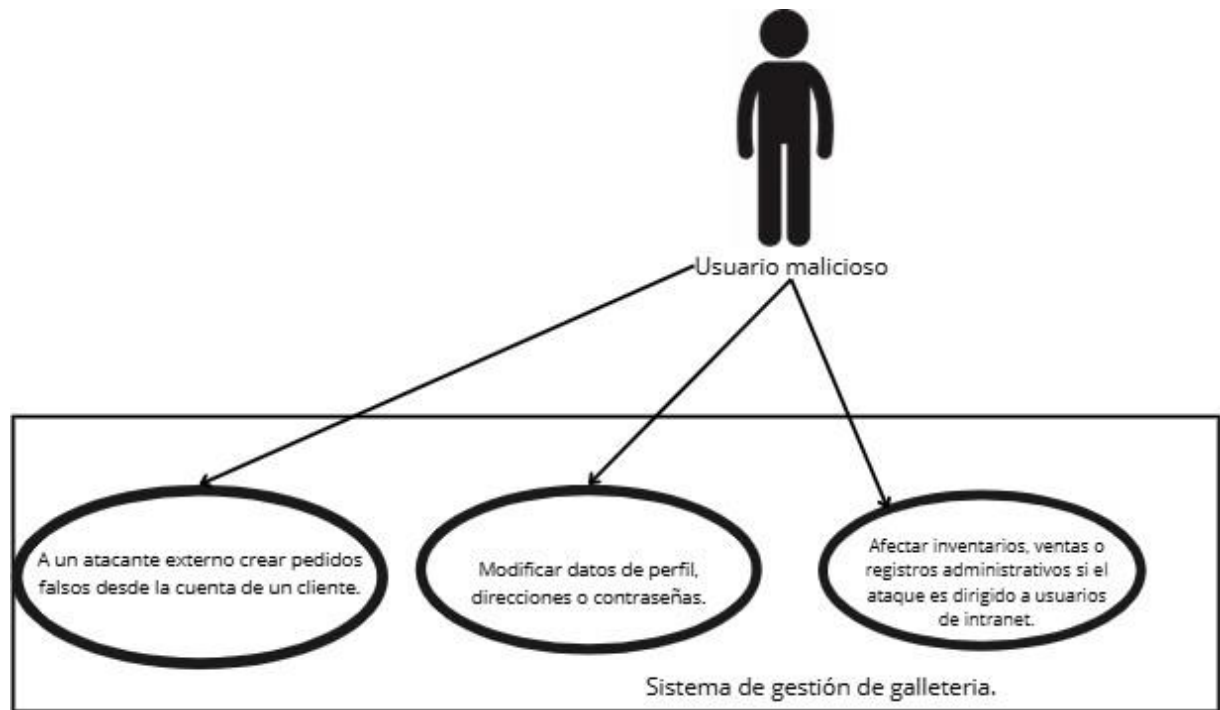 Usuario malicioso
A un atacante externo crear pedidos
falsos desde la cuenta de un cliente.
Modificar datos de perfil,
direcciones o contraseñas.
Afectar inventarios, ventas o
registros administrativos si el
ataque es dirigido a usuarios
de intranet.
Sistema de gestión de galleteria.